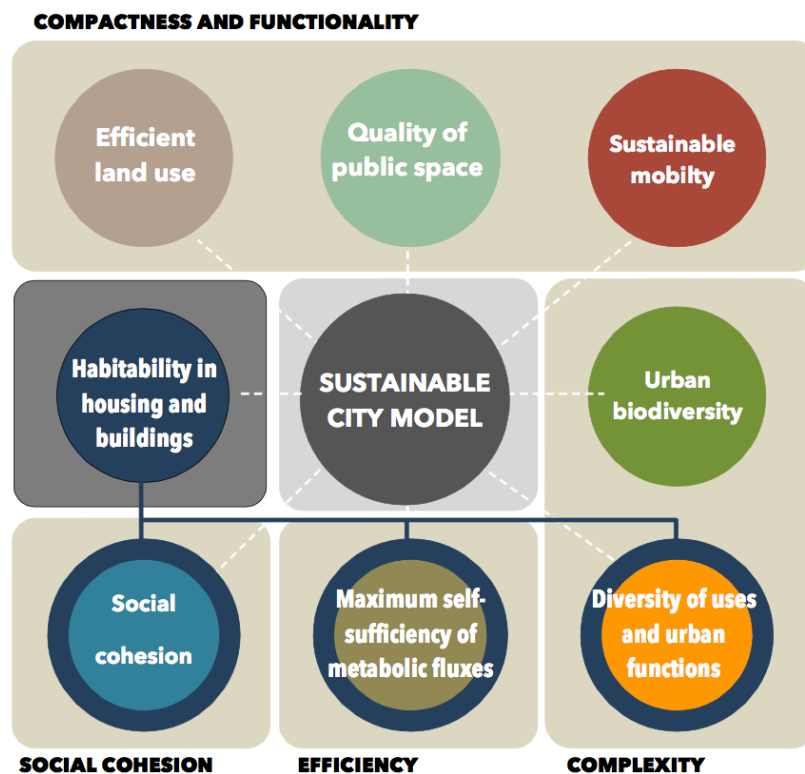 COMPACTNESS AND FUNCTIONALITY
Efficient
land use
Quality of
public space
Sustainable
mobilty
Habitability in
housing and
buildings
SUSTAINABLE
CITY MODEL
Urban
biodiversity
Social
cohesion
Maximum self-
sufficiency of
metabolic fluxes
Diversity of uses
and urban
functions
SOCIAL COHESION
EFFICIENCY
COMPLEXITY